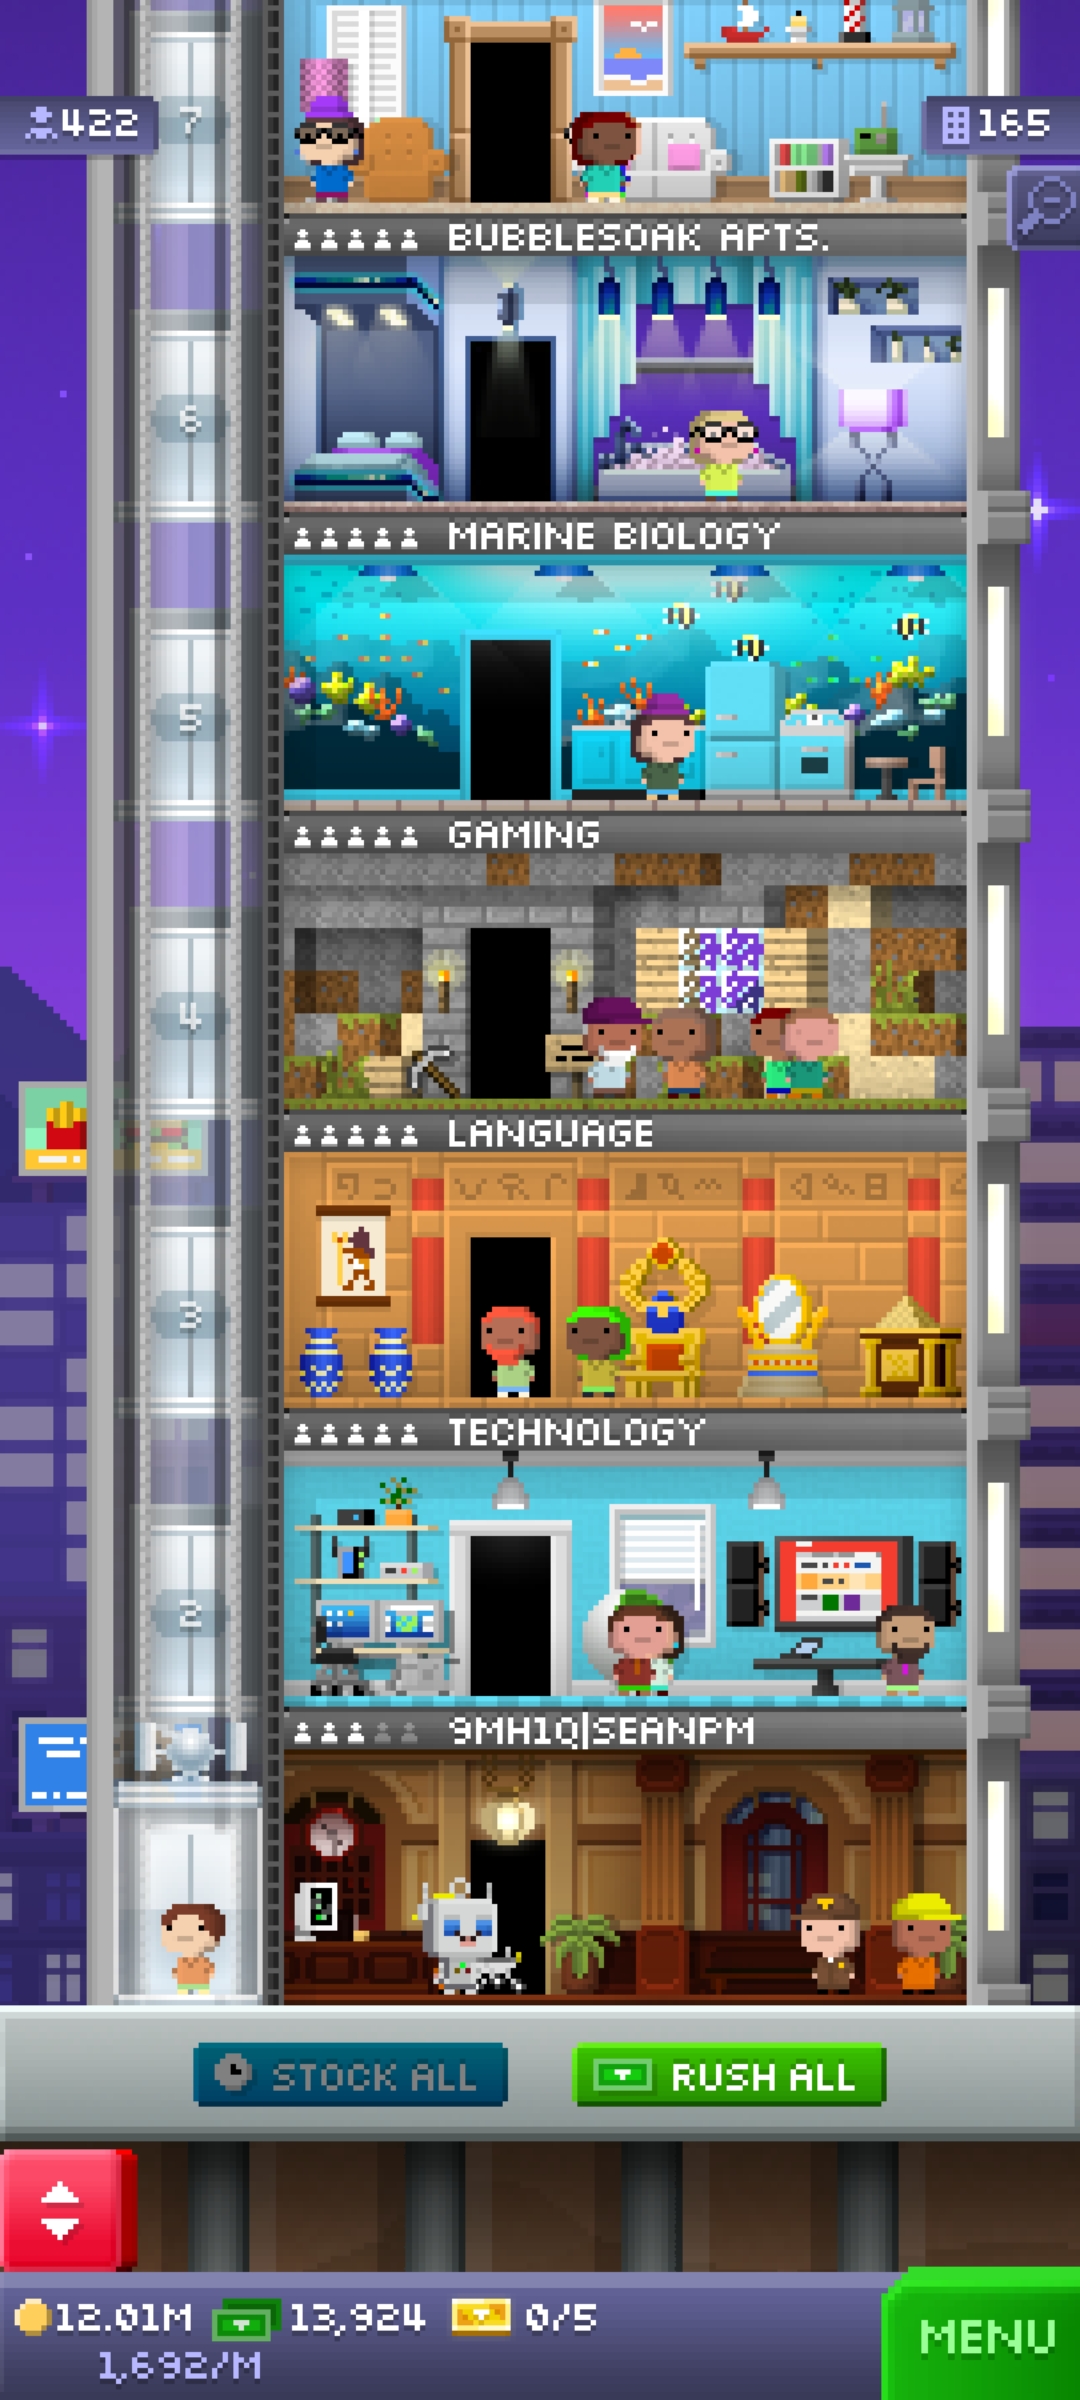 422
7
165
BUBBLESOAK APTS.
6
MARINE BIOLOGY
5
GAMING
4
LANGUAGE
3
TECHNOLOGY
2
9MH1Q|SEANPM
STOCK ALL
RUSH ALL
12.01M 13,924 0/5
1,692/M
MENU